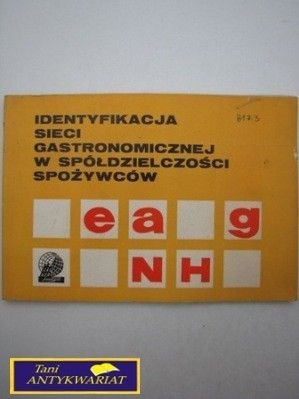 IDENTYFIKACJA
SIECI
GASTRONOMICZNEJ
W SPÓŁDZIELCZOŚCI
SPOŻYWCÓW
e a g
N H
Tani
ANTYKWARIAT